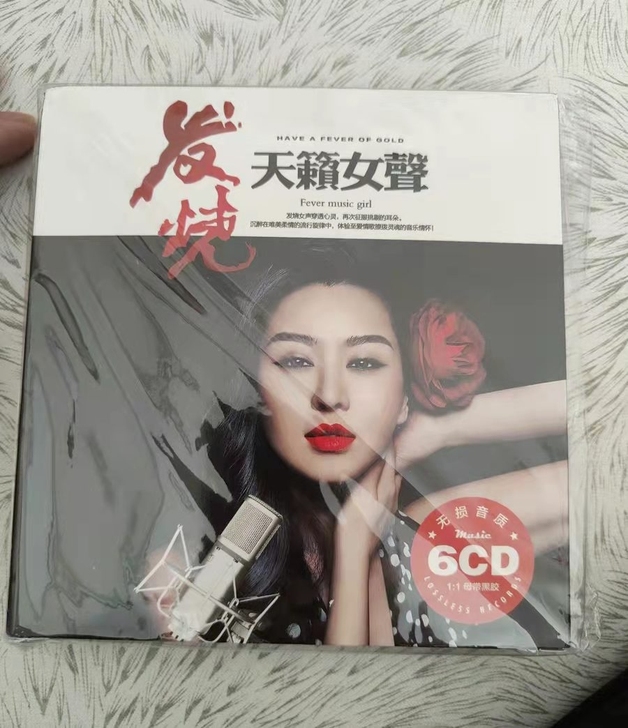 发烧
HAVE A FEVER OF GOLD
天籟女聲
Fever music girl
发烧女声穿透心灵，再次征服挑剔的耳朵。
沉醉在唯美柔情的流行旋律中，体验至爱情歌撩拨灵魂的音乐情怀！
无损音质
Music
6CD
1:1 母带黑胶
LOSSLESS RECORDS